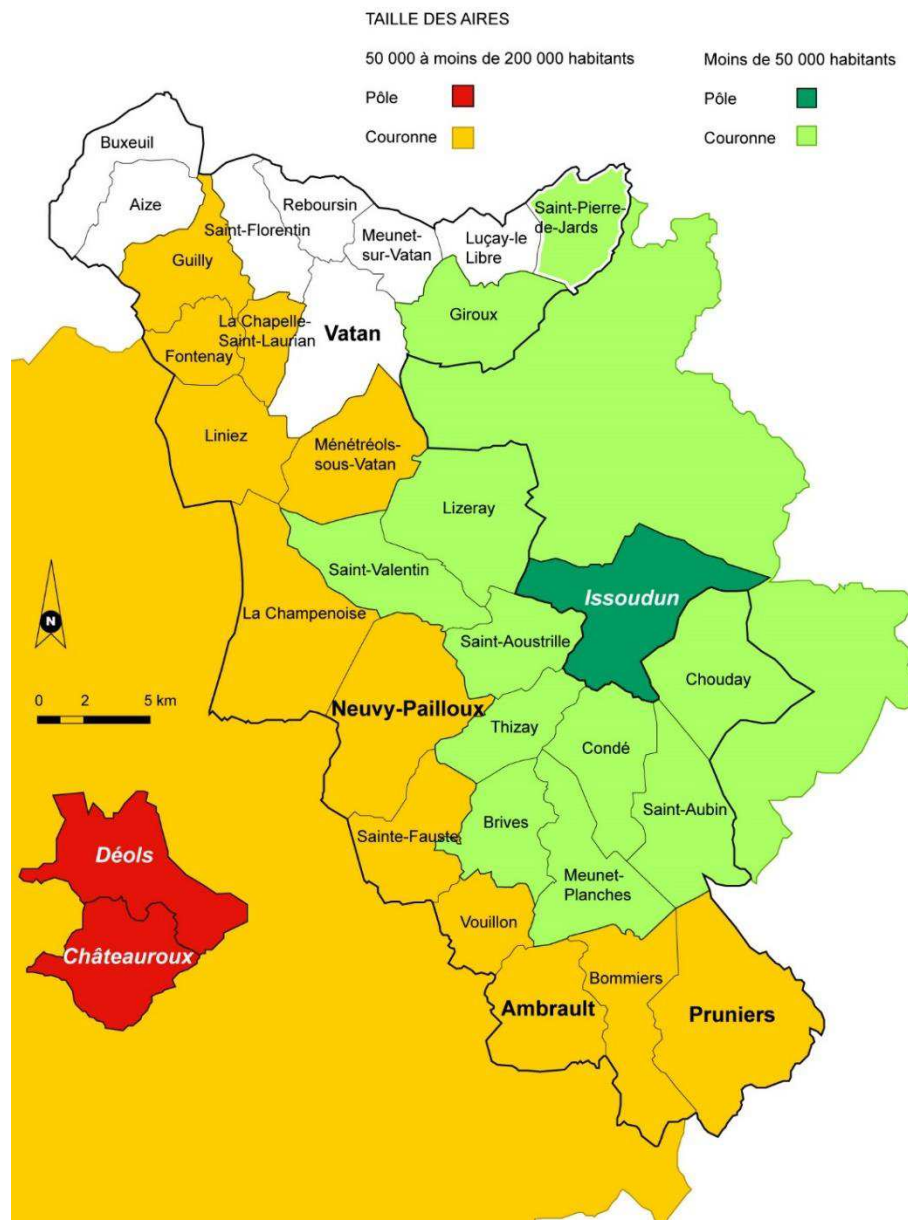 TAILLE DES AIRES
50 000 à moins de 200 000 habitants
Moins de 50 000 habitants
Pôle
Pôle
Couronne
Couronne
Buxeuil
Aize
Reboursin
Saint-Florentin
Saint-Pierre-
de-Jards
Meunet-
sur-Vatan
Luçay-le
Libre
Guilly
Giroux
La Chapelle-
Saint-Laurian
Vatan
Fontenay
Liniez
Ménétréols-
sous-Vatan
Lizeray
Saint-Valentin
Issoudun
La Champenoise
N
Saint-Aoustrille
Chouday
0 2 5 km
Neuvy-Pailloux
Thizay
Condé
Saint-Aubin
Brives
Sainte-Fauste
Déols
Meunet-
Planches
Vouillon
Châteauroux
Bommiers
Ambrault
Pruniers